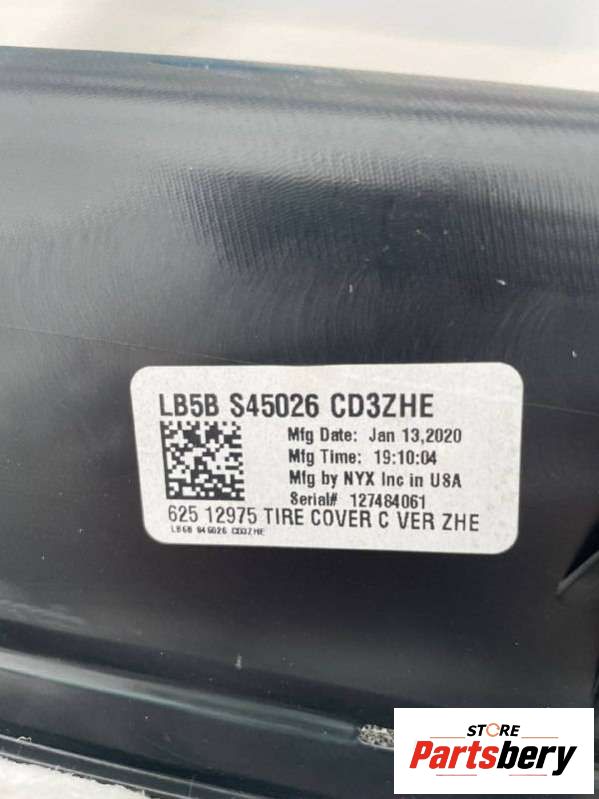 LB5B S45026 CD3ZHE
Mfg Date: Jan 13,2020
Mfg Time: 19:10:04
Mfg by NYX Inc in USA
Serial# 127484061
625 12975 TIRE COVER C VER ZHE
LB5B S45026 CD3ZHE
STORE
Partsbery